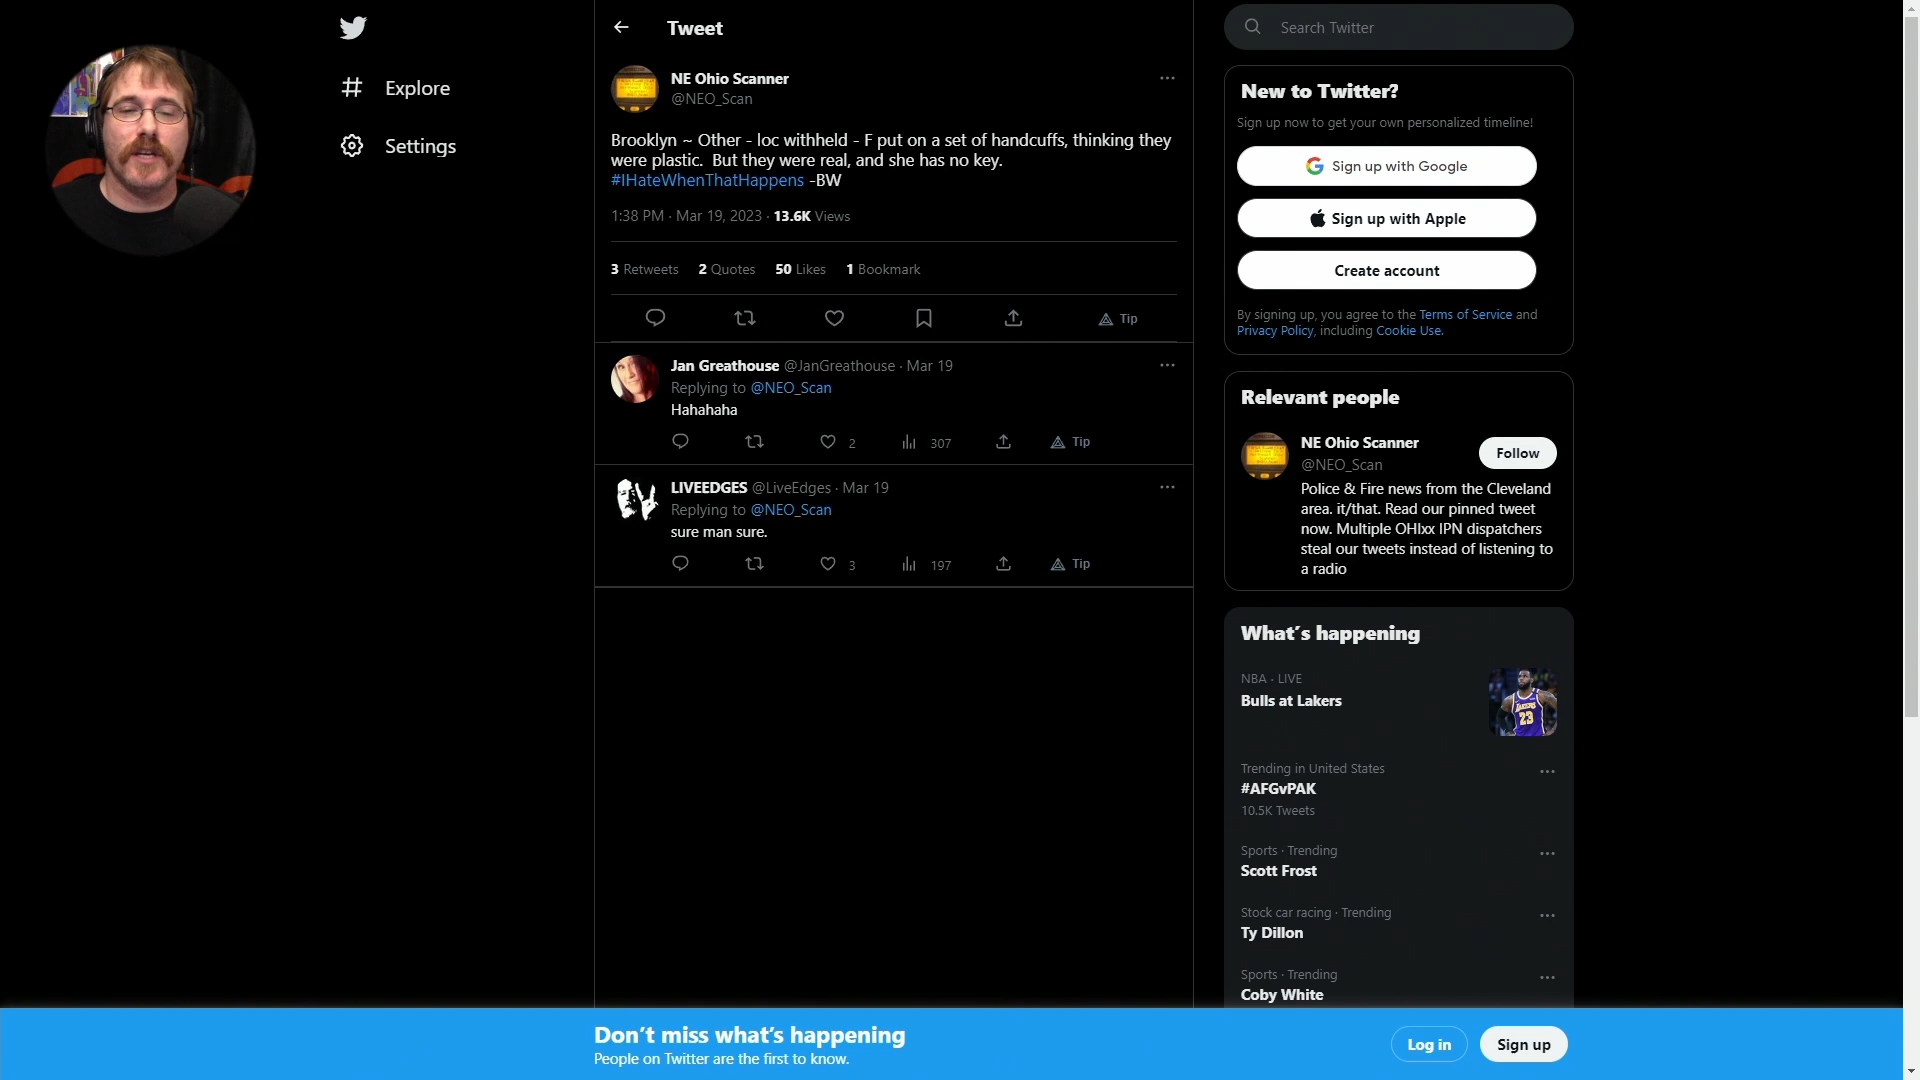 Explore
Settings
Tweet
NE Ohio Scanner
@NEO_Scan
Brooklyn ~ Other - loc withheld - F put on a set of handcuffs, thinking they
were plastic.  But they were real, and she has no key.
#IHateWhenThatHappens -BW
1:38 PM · Mar 19, 2023 · 13.6K Views
3 Retweets 2 Quotes 50 Likes 1 Bookmark
Tip
Jan Greathouse @JanGreathouse · Mar 19
Replying to @NEO_Scan
Hahahaha
2 307 Tip
LIVEEDGES @LiveEdges · Mar 19
Replying to @NEO_Scan
sure man sure.
3 197 Tip
Search Twitter
New to Twitter?
Sign up now to get your own personalized timeline!
Sign up with Google
Sign up with Apple
Create account
By signing up, you agree to the Terms of Service and
Privacy Policy, including Cookie Use.
Relevant people
NE Ohio Scanner
@NEO_Scan
Follow
Police & Fire news from the Cleveland
area. it/that. Read our pinned tweet
now. Multiple OHIxx IPN dispatchers
steal our tweets instead of listening to
a radio
What's happening
NBA · LIVE
Bulls at Lakers
LAKERS
23
Trending in United States
#AFGvPAK
10.5K Tweets
Sports · Trending
Scott Frost
Stock car racing · Trending
Ty Dillon
Sports · Trending
Coby White
Don't miss what's happening
People on Twitter are the first to know.
Log in
Sign up